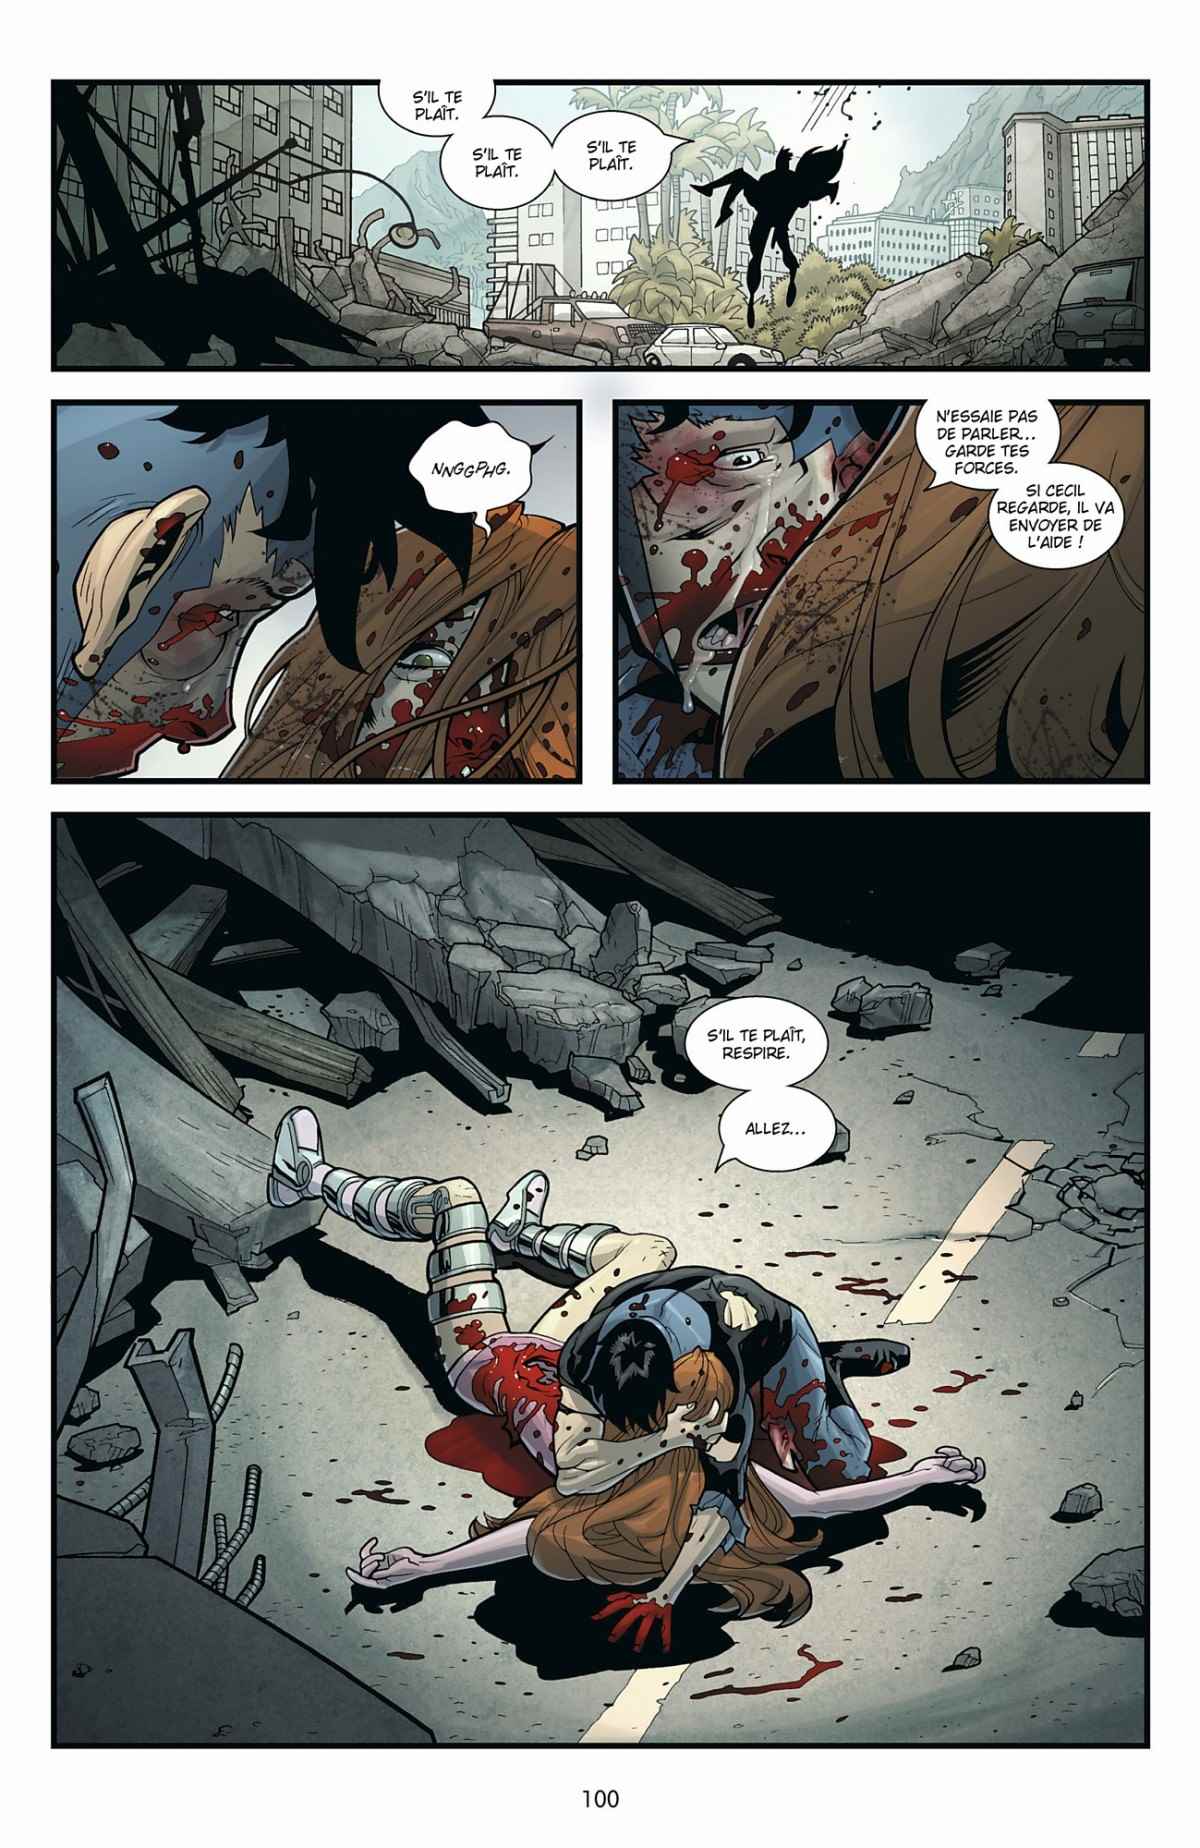 S'IL TE
PLAÎT.
S'IL TE
PLAÎT.
S'IL TE
PLAÎT.
NNGGPHG.
N'ESSAIE PAS
DE PARLER...
GARDE TES
FORCES.
SI CECIL
REGARDE, IL VA
ENVOYER DE
L'AIDE !
S'IL TE PLAÎT,
RESPIRE.
ALLEZ...
100